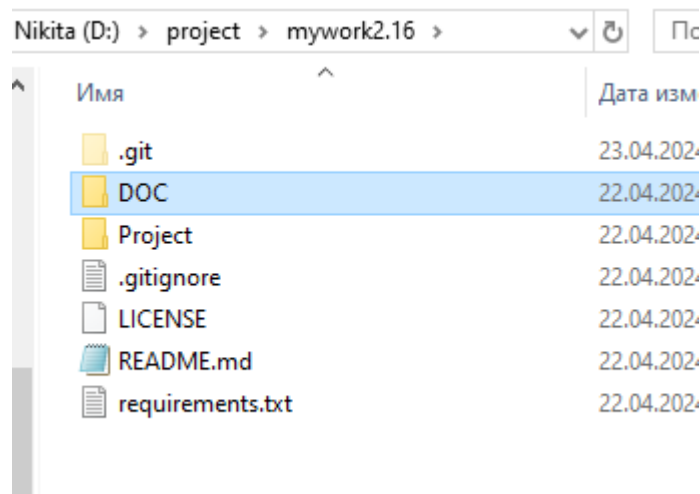 Nikita (D:) > project > mywork2.16 >
Имя Дата изм
.git 23.04.2024
DOC 22.04.2024
Project 22.04.2024
.gitignore 22.04.2024
LICENSE 22.04.2024
README.md 22.04.2024
requirements.txt 22.04.2024